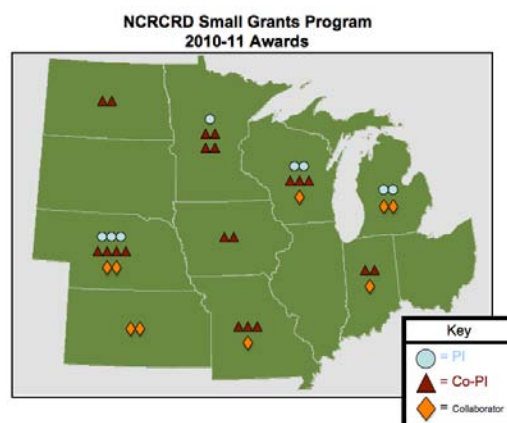 NCRCRD Small Grants Program
2010-11 Awards
Key
= PI
= Co-PI
= Collaborator